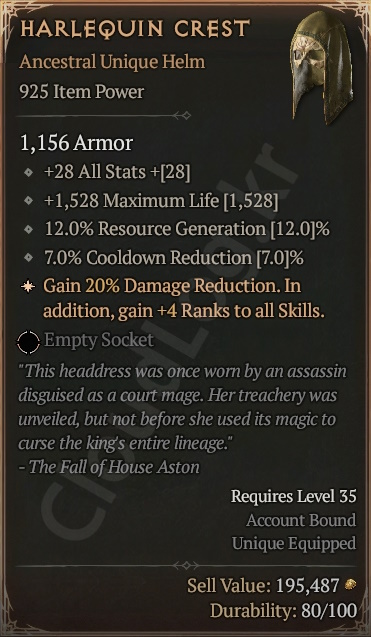 HARLEQUIN CREST
Ancestral Unique Helm
925 Item Power
1,156 Armor
+28 All Stats +[28]
+1,528 Maximum Life [1,528]
12.0% Resource Generation [12.0]%
7.0% Cooldown Reduction [7.0]%
Gain 20% Damage Reduction. In
addition, gain +4 Ranks to all Skills.
Empty Socket
"This headdress was once worn by an assassin
disguised as a court mage. Her treachery was
unveiled, but not before she used its magic to
curse the king's entire lineage."
- The Fall of House Aston
Requires Level 35
Account Bound
Unique Equipped
Sell Value: 195,487
Durability: 80/100